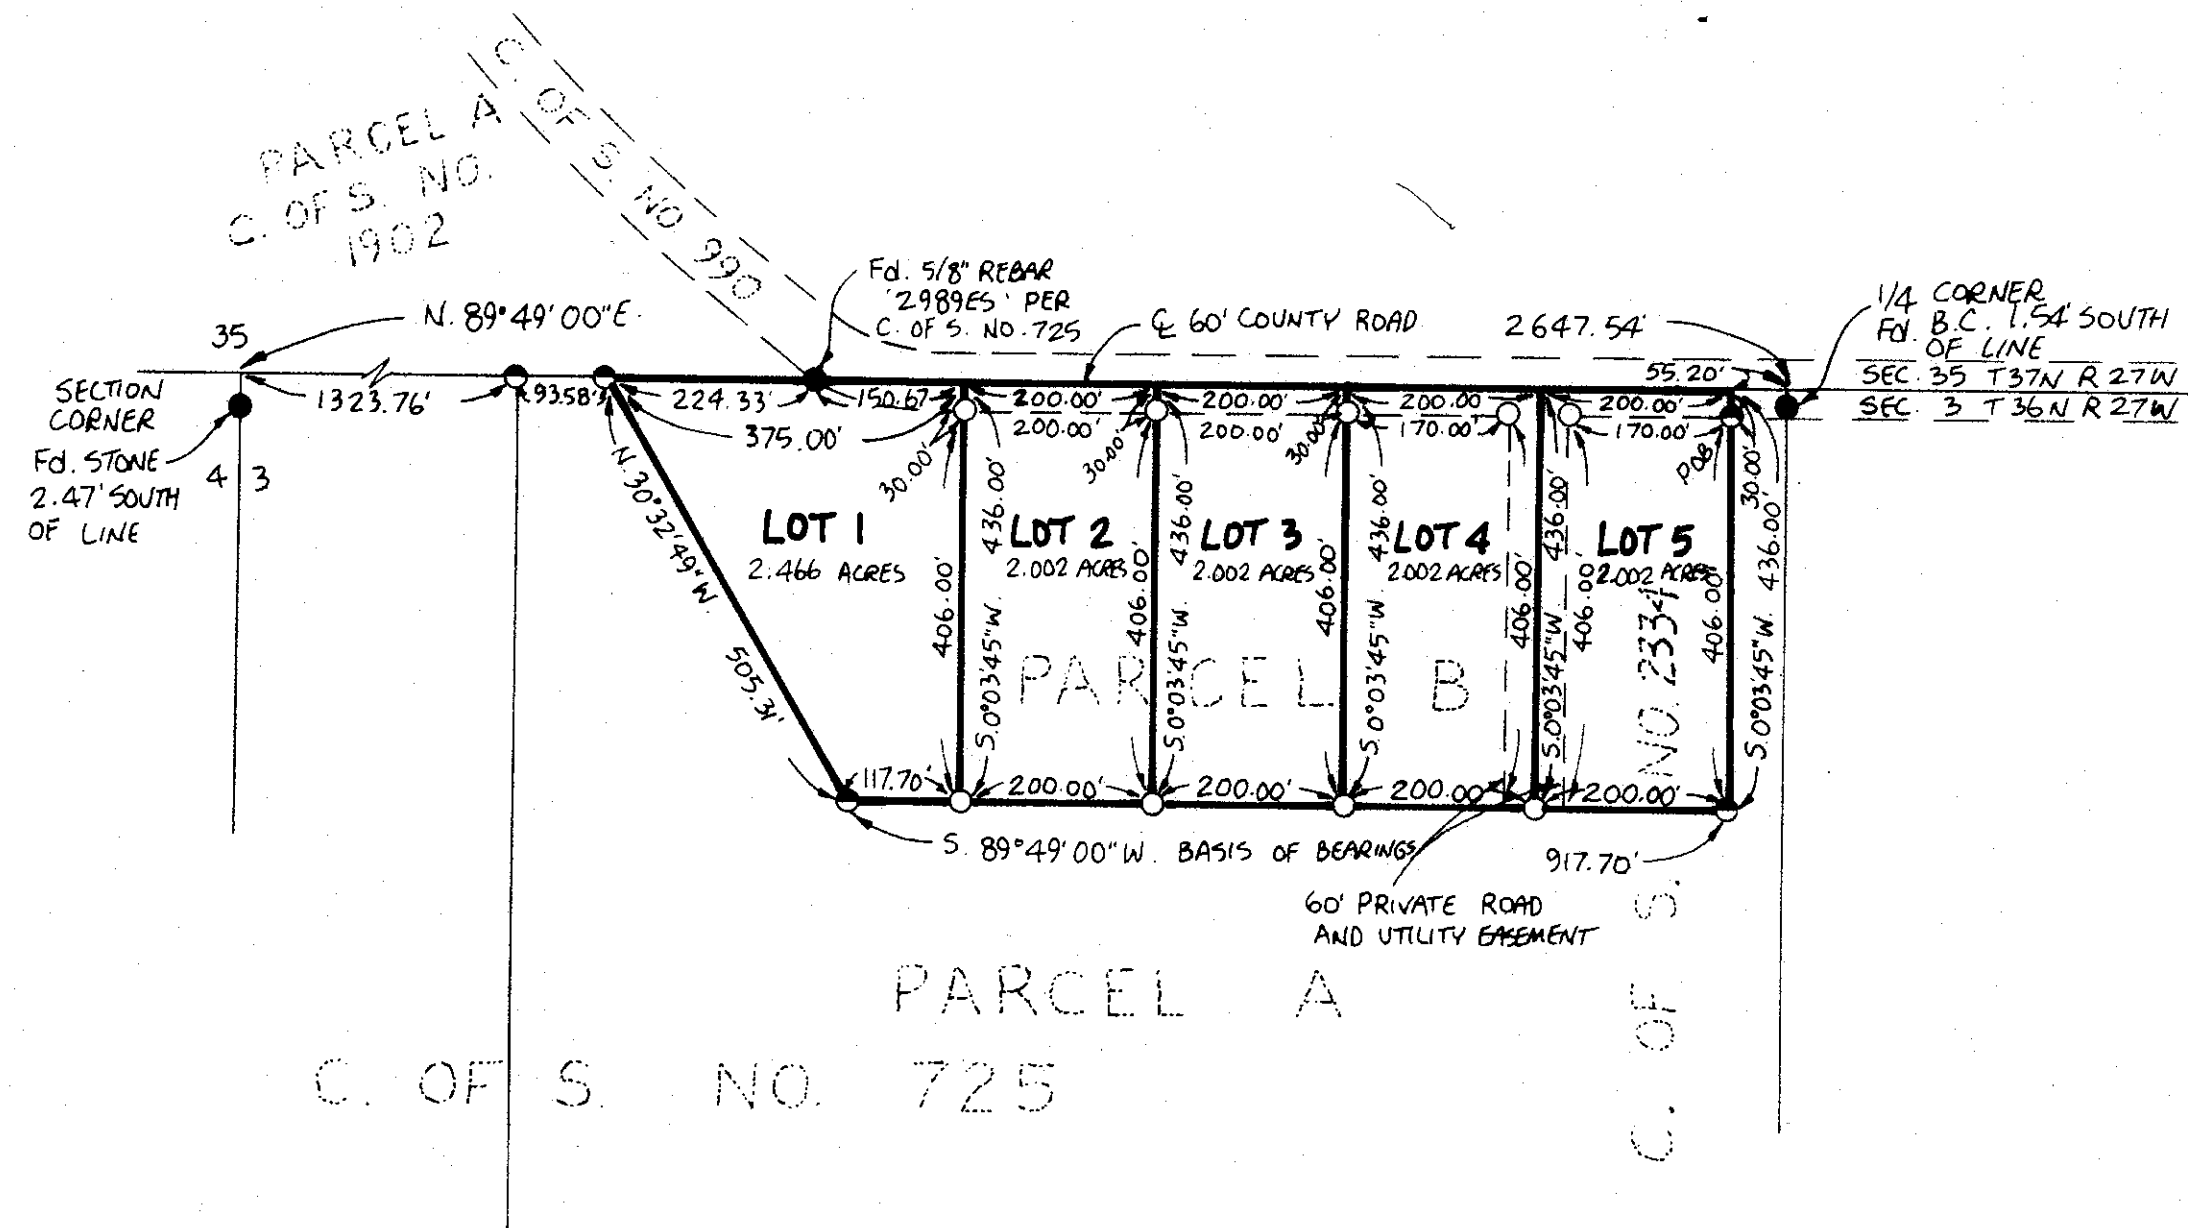 PARCEL A
C. OF S. NO.
1902
C. OF S. NO. 990
Fd. 5/8" REBAR
'2989ES' PER
C. OF S. NO. 725
℄ 60' COUNTY ROAD
2647.54'
1/4 CORNER
Fd. B.C. 1.54' SOUTH
OF LINE
N. 89°49'00"E.
35
SECTION
CORNER
Fd. STONE
2.47' SOUTH
OF LINE
4 3
1323.76'
93.58'
224.33'
150.67'
200.00'
200.00'
200.00
200.00'
55.20'
SEC. 35 T37N R 27W
SEC. 3 T36N R 27W
375.00'
200.00'
200.00'
170.00'
170.00'
30.00'
30.00'
30.00'
POB
30.00'
N. 30°32'49"W.
505.31'
LOT 1
2.466 ACRES
406.00'
436.00'
S.0°03'45"W.
LOT 2
2.002 ACRES
406.00'
436.00'
S.0°03'45"W.
LOT 3
2.002 ACRES
406.00'
436.00'
S.0°03'45"W.
LOT 4
2.002 ACRES
406.00'
436.00'
S.0°03'45"W.
406.00'
LOT 5
2.002 ACRES
406.00'
436.00'
S.0°03'45"W.
PARCEL B
C. OF S. NO. 2334
117.70'
200.00'
200.00'
200.00'
200.00'
S. 89°49'00"W. BASIS OF BEARINGS
917.70'
60' PRIVATE ROAD
AND UTILITY EASEMENT
PARCEL A
C. OF S. NO. 725